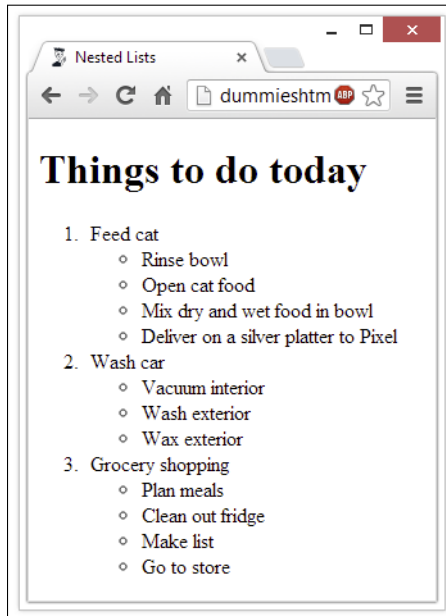 Nested Lists
dummieshtm
ABP
Things to do today
1. Feed cat
Rinse bowl
Open cat food
Mix dry and wet food in bowl
Deliver on a silver platter to Pixel
2. Wash car
Vacuum interior
Wash exterior
Wax exterior
3. Grocery shopping
Plan meals
Clean out fridge
Make list
Go to store